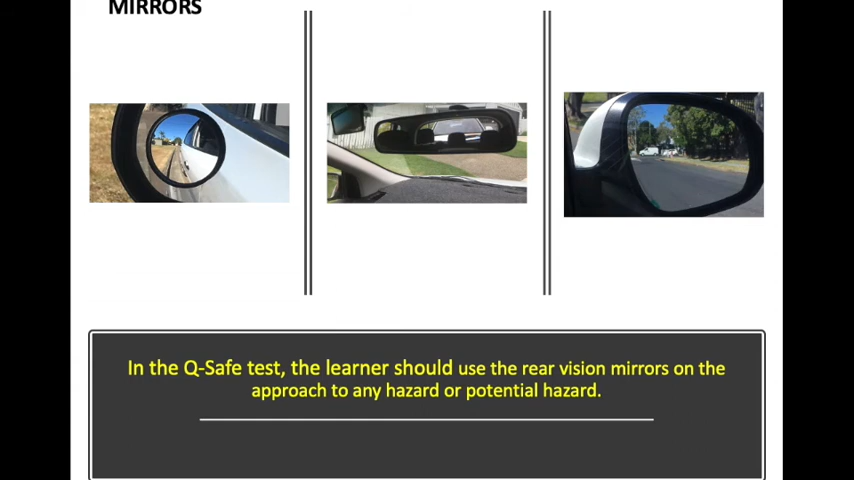 MIRRORS
In the Q-Safe test, the learner should use the rear vision mirrors on the
approach to any hazard or potential hazard.